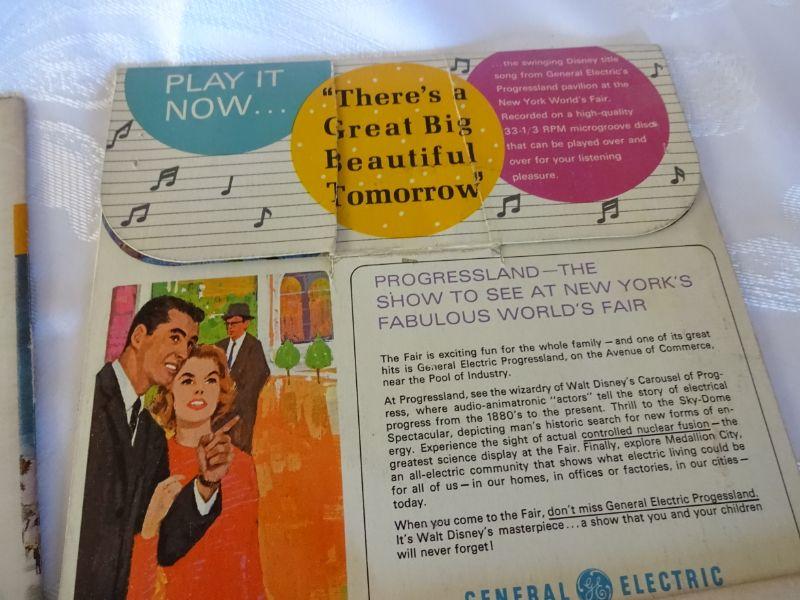 PLAY IT
NOW...
"There's a
Great Big
Beautiful
Tomorrow"
...the swinging Disney title
song from General Electric's
Progressland pavilion at the
New York World's Fair.
Recorded on a high-quality
33-1/3 RPM microgroove disc
that can be played over and
over for your listening
pleasure.
PROGRESSLAND—THE
SHOW TO SEE AT NEW YORK'S
FABULOUS WORLD'S FAIR
The Fair is exciting fun for the whole family — and one of its great
hits is General Electric Progressland, on the Avenue of Commerce,
near the Pool of Industry.
At Progressland, see the wizardry of Walt Disney's Carousel of Prog-
ress, where audio-animatronic "actors" tell the story of electrical
progress from the 1880's to the present. Thrill to the Sky-Dome
Spectacular, depicting man's historic search for new forms of en-
ergy. Experience the sight of actual controlled nuclear fusion—the
greatest science display at the Fair. Finally, explore Medallion City,
an all-electric community that shows what electric living could be
for all of us—in our homes, in offices or factories, in our cities—
today.
When you come to the Fair, don't miss General Electric Progessland.
It's Walt Disney's masterpiece...a show that you and your children
will never forget!
GENERAL GE ELECTRIC